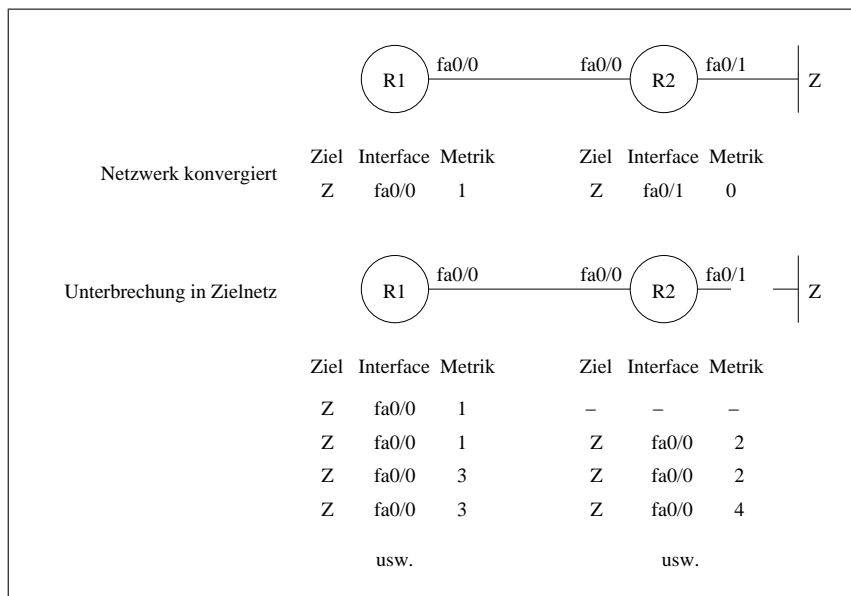 fa0/0 fa0/0 fa0/1
R1 R2 Z
Ziel Interface Metrik Ziel Interface Metrik
Netzwerk konvergiert
Z fa0/0 1 Z fa0/1 0
fa0/0 fa0/0 fa0/1
Unterbrechung in Zielnetz R1 R2 Z
Ziel Interface Metrik Ziel Interface Metrik
Z fa0/0 1 – – –
Z fa0/0 1 Z fa0/0 2
Z fa0/0 3 Z fa0/0 2
Z fa0/0 3 Z fa0/0 4
usw. usw.